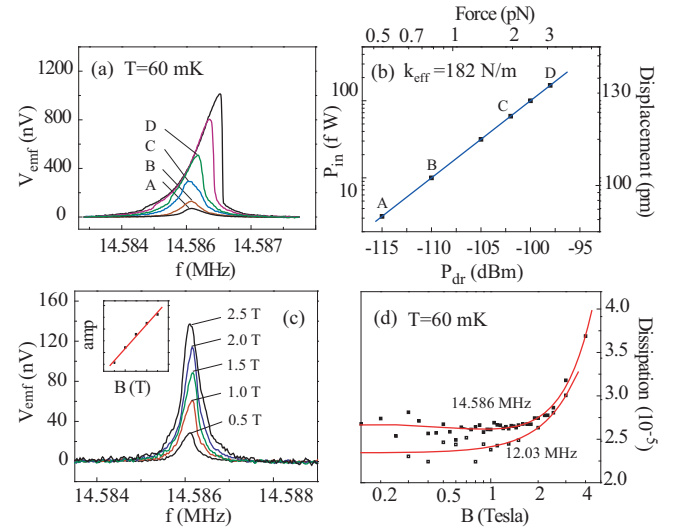 (a) T=60 mK
1200
800
400
0
V_emf (nV)
D
C
B
A
14.584 14.586 14.587
f (MHz)
Force (pN)
0.5 0.7 1 2 3
(b) k_eff =182 N/m
100
10
P_in (f W)
A
B
C
D
130
100
Displacement (pm)
-115 -110 -105 -100 -95
P_dr (dBm)
(c)
160
120
80
40
0
V_emf (nV)
amp
B (T)
2.5 T
2.0 T
1.5 T
1.0 T
0.5 T
14.584 14.586 14.588
f (MHz)
(d)
T=60 mK
14.586 MHz
12.03 MHz
4.0
3.5
3.0
2.5
2.0
Dissipation (10^-5)
0.2 0.5 1 2 4
B (Tesla)